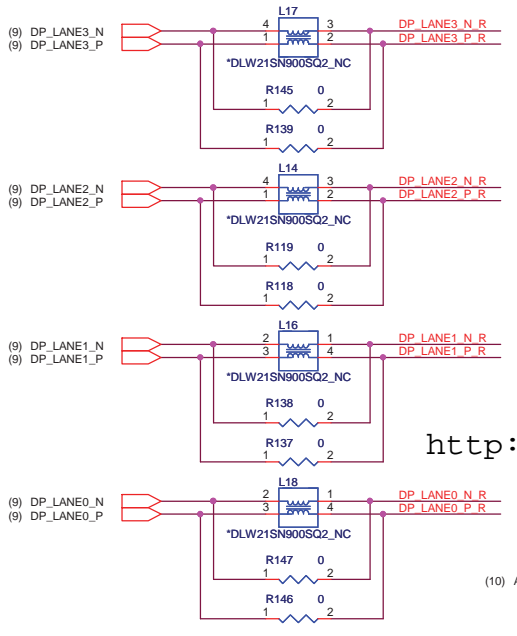 L17
4 3 DP_LANE3_N_R
(9) DP_LANE3_N
1 2 DP_LANE3_P_R
(9) DP_LANE3_P
*DLW21SN900SQ2_NC
R145 0
1 2
R139 0
1 2
L14
4 3 DP_LANE2_N_R
(9) DP_LANE2_N
1 2 DP_LANE2_P_R
(9) DP_LANE2_P
*DLW21SN900SQ2_NC
R119 0
1 2
R118 0
1 2
L16
2 1 DP_LANE1_N_R
(9) DP_LANE1_N
3 4 DP_LANE1_P_R
(9) DP_LANE1_P
*DLW21SN900SQ2_NC
R138 0
1 2
R137 0
1 2
http:
L18
2 1 DP_LANE0_N_R
(9) DP_LANE0_N
3 4 DP_LANE0_P_R
(9) DP_LANE0_P
*DLW21SN900SQ2_NC
R147 0
1 2
(10) A
R146 0
1 2